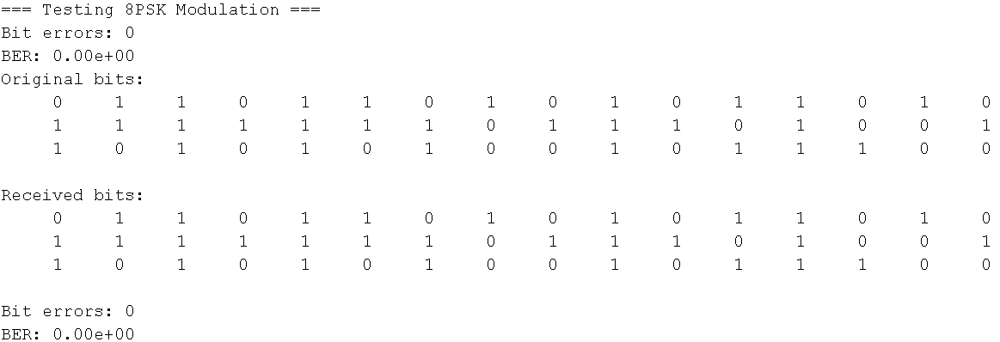 === Testing 8PSK Modulation ===
Bit errors: 0
BER: 0.00e+00
Original bits:
0 1 1 0 1 1 0 1 0 1 0 1 1 0 1 0
1 1 1 1 1 1 1 0 1 1 1 0 1 0 0 1
1 0 1 0 1 0 1 0 0 1 0 1 1 1 0 0
Received bits:
0 1 1 0 1 1 0 1 0 1 0 1 1 0 1 0
1 1 1 1 1 1 1 0 1 1 1 0 1 0 0 1
1 0 1 0 1 0 1 0 0 1 0 1 1 1 0 0
Bit errors: 0
BER: 0.00e+00